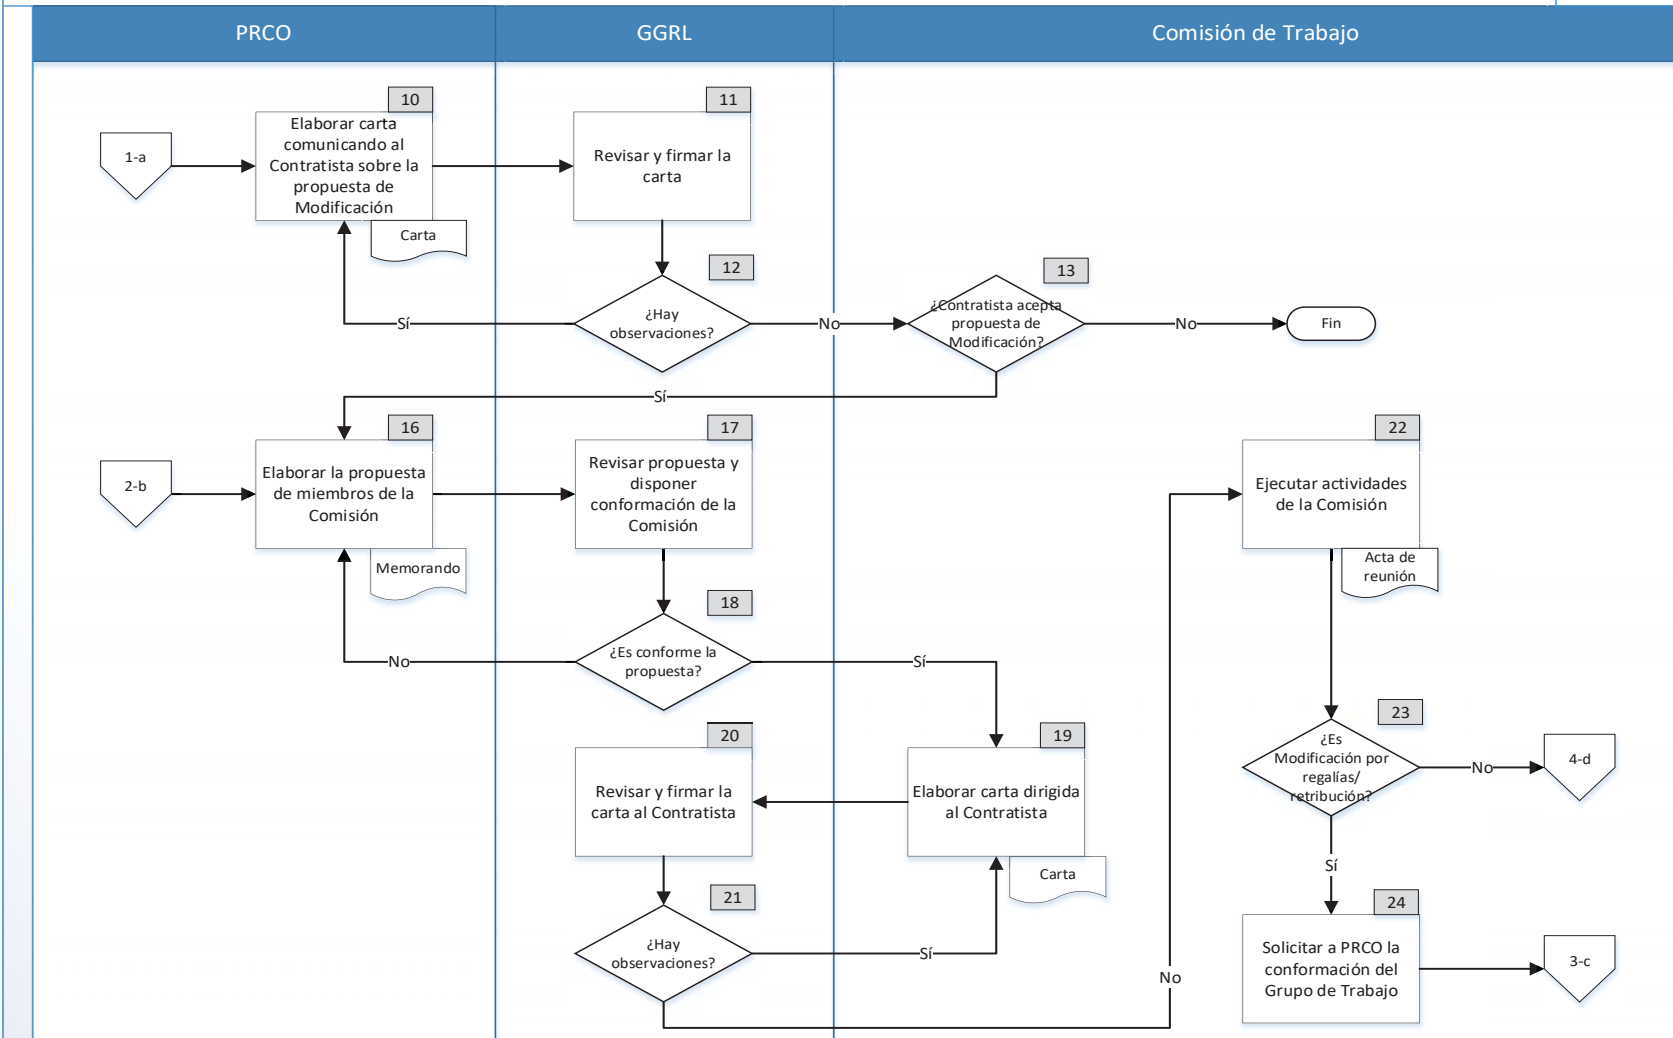 PRCO
GGRL
Comisión de Trabajo
10
11
1-a
Elaborar carta
comunicando al
Contratista sobre la
propuesta de
Modificación
Carta
Revisar y firmar la
carta
12
13
¿Hay
observaciones?
Sí
No
¿Contratista acepta
propuesta de
Modificación?
No
Fin
Sí
16
17
22
2-b
Elaborar la propuesta
de miembros de la
Comisión
Memorando
Revisar propuesta y
disponer
conformación de la
Comisión
Ejecutar actividades
de la Comisión
Acta de
reunión
18
¿Es conforme la
propuesta?
No
Sí
20
19
23
Revisar y firmar la
carta al Contratista
Elaborar carta dirigida
al Contratista
Carta
¿Es
Modificación por
regalías/
retribución?
No
4-d
Sí
21
24
¿Hay
observaciones?
Sí
No
Solicitar a PRCO la
conformación del
Grupo de Trabajo
3-c